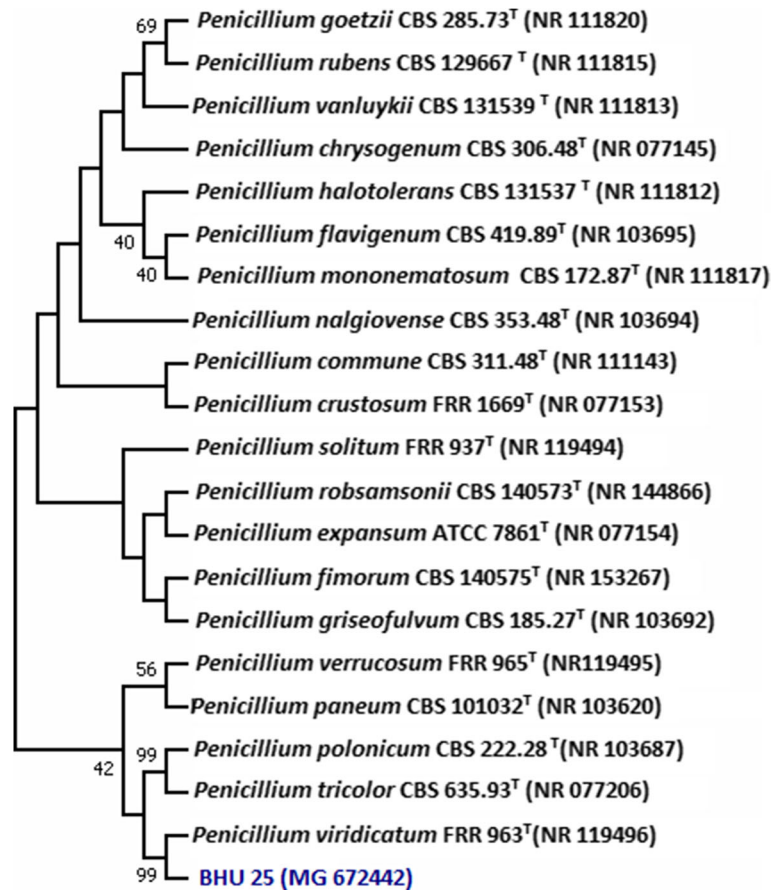 69
Penicillium goetzii CBS 285.73ᵀ (NR 111820)
Penicillium rubens CBS 129667 ᵀ (NR 111815)
Penicillium vanluykii CBS 131539 ᵀ (NR 111813)
Penicillium chrysogenum CBS 306.48ᵀ (NR 077145)
Penicillium halotolerans CBS 131537 ᵀ (NR 111812)
40
Penicillium flavigenum CBS 419.89ᵀ (NR 103695)
40
Penicillium mononematosum CBS 172.87ᵀ (NR 111817)
Penicillium nalgiovense CBS 353.48ᵀ (NR 103694)
Penicillium commune CBS 311.48ᵀ (NR 111143)
Penicillium crustosum FRR 1669ᵀ (NR 077153)
Penicillium solitum FRR 937ᵀ (NR 119494)
Penicillium robsamsonii CBS 140573ᵀ (NR 144866)
Penicillium expansum ATCC 7861ᵀ (NR 077154)
Penicillium fimorum CBS 140575ᵀ (NR 153267)
Penicillium griseofulvum CBS 185.27ᵀ (NR 103692)
56
Penicillium verrucosum FRR 965ᵀ (NR119495)
Penicillium paneum CBS 101032ᵀ (NR 103620)
42
99
Penicillium polonicum CBS 222.28 ᵀ(NR 103687)
Penicillium tricolor CBS 635.93ᵀ (NR 077206)
Penicillium viridicatum FRR 963ᵀ(NR 119496)
99
BHU 25 (MG 672442)